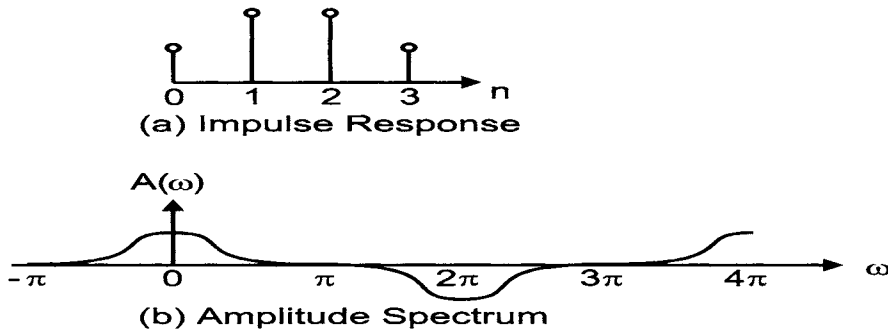 0 1 2 3 n
(a) Impulse Response
A(ω)
-π 0 π 2π 3π 4π ω
(b) Amplitude Spectrum